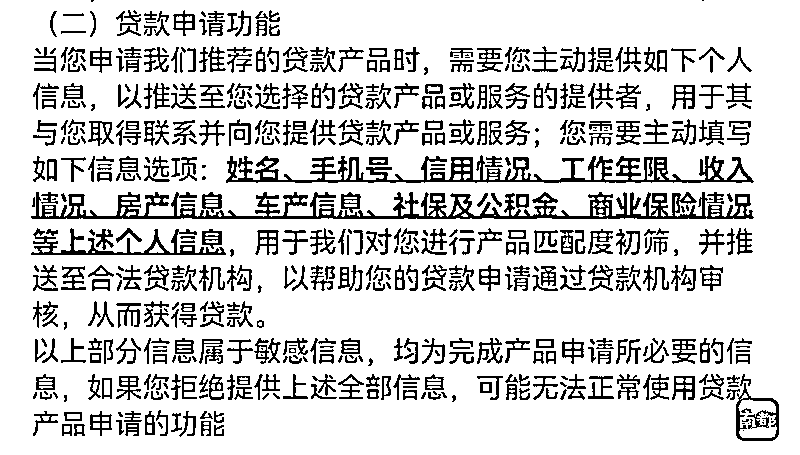 （二）贷款申请功能
当您申请我们推荐的贷款产品时，需要您主动提供如下个人
信息，以推送至您选择的贷款产品或服务的提供者，用于其
与您取得联系并向您提供贷款产品或服务；您需要主动填写
如下信息选项：姓名、手机号、信用情况、工作年限、收入
情况、房产信息、车产信息、社保及公积金、商业保险情况
等上述个人信息，用于我们对您进行产品匹配度初筛，并推
送至合法贷款机构，以帮助您的贷款申请通过贷款机构审
核，从而获得贷款。
以上部分信息属于敏感信息，均为完成产品申请所必要的信
息，如果您拒绝提供上述全部信息，可能无法正常使用贷款
产品申请的功能
南都